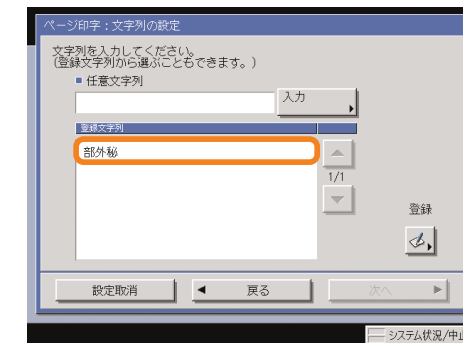 ページ印字：文字列の設定
文字列を入力してください。
(登録文字列から選ぶこともできます。)
■ 任意文字列
入力
登録文字列
部外秘
1/1
登録
設定取消
◀ 戻る
次へ ▶
システム状況/中止